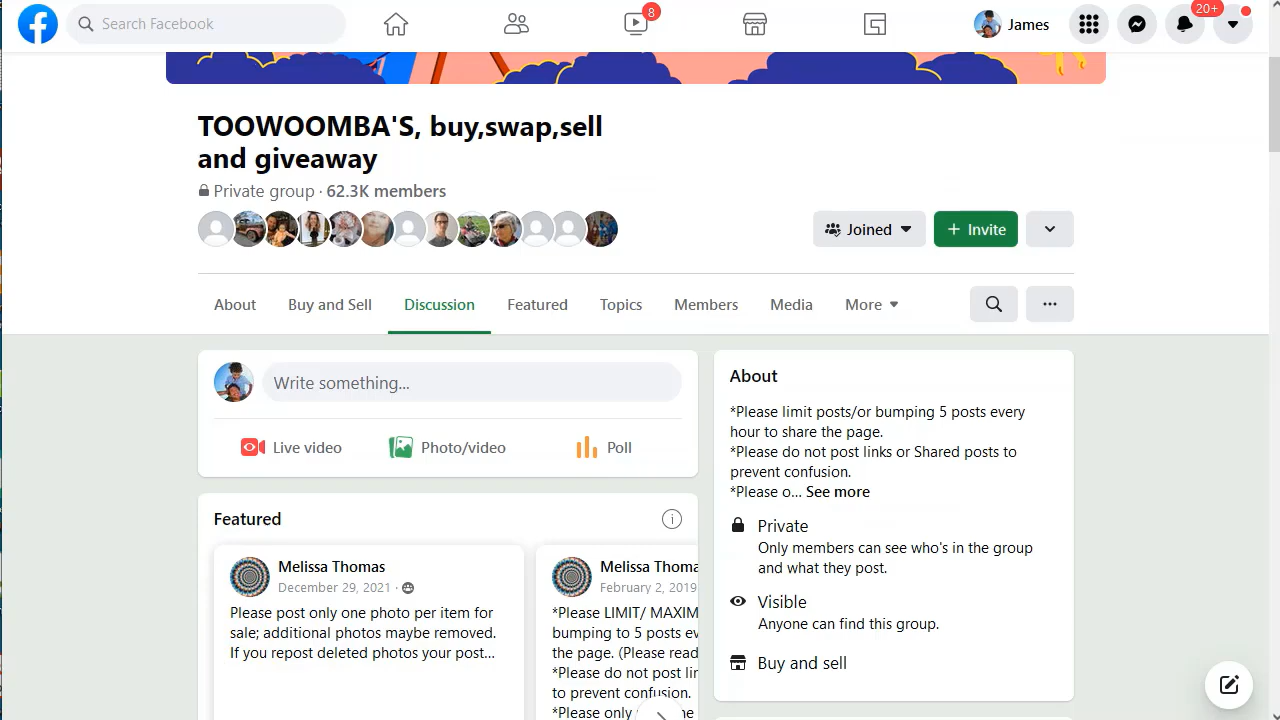 Search Facebook
8
James
20+
TOOWOOMBA'S, buy,swap,sell
and giveaway
Private group · 62.3K members
Joined
+ Invite
About
Buy and Sell
Discussion
Featured
Topics
Members
Media
More
Write something...
Live video
Photo/video
Poll
Featured
Melissa Thomas
December 29, 2021 ·
Please post only one photo per item for
sale; additional photos maybe removed.
If you repost deleted photos your post...
Melissa Thoma
February 2, 2019
*Please LIMIT/ MAXIM
bumping to 5 posts ev
the page. (Please read
*Please do not post lin
to prevent confusion.
*Please only
About
*Please limit posts/or bumping 5 posts every
hour to share the page.
*Please do not post links or Shared posts to
prevent confusion.
*Please o... See more
Private
Only members can see who's in the group
and what they post.
Visible
Anyone can find this group.
Buy and sell